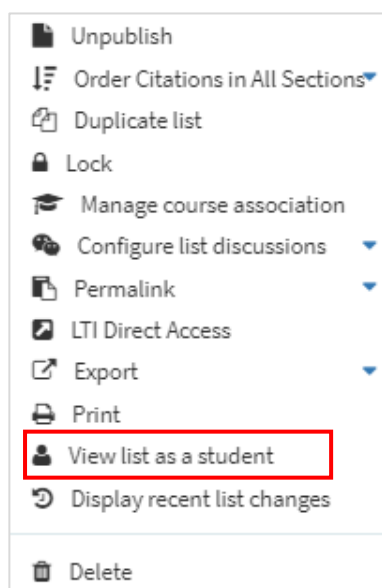 Unpublish
Order Citations in All Sections
Duplicate list
Lock
Manage course association
Configure list discussions
Permalink
LTI Direct Access
Export
Print
View list as a student
Display recent list changes
Delete